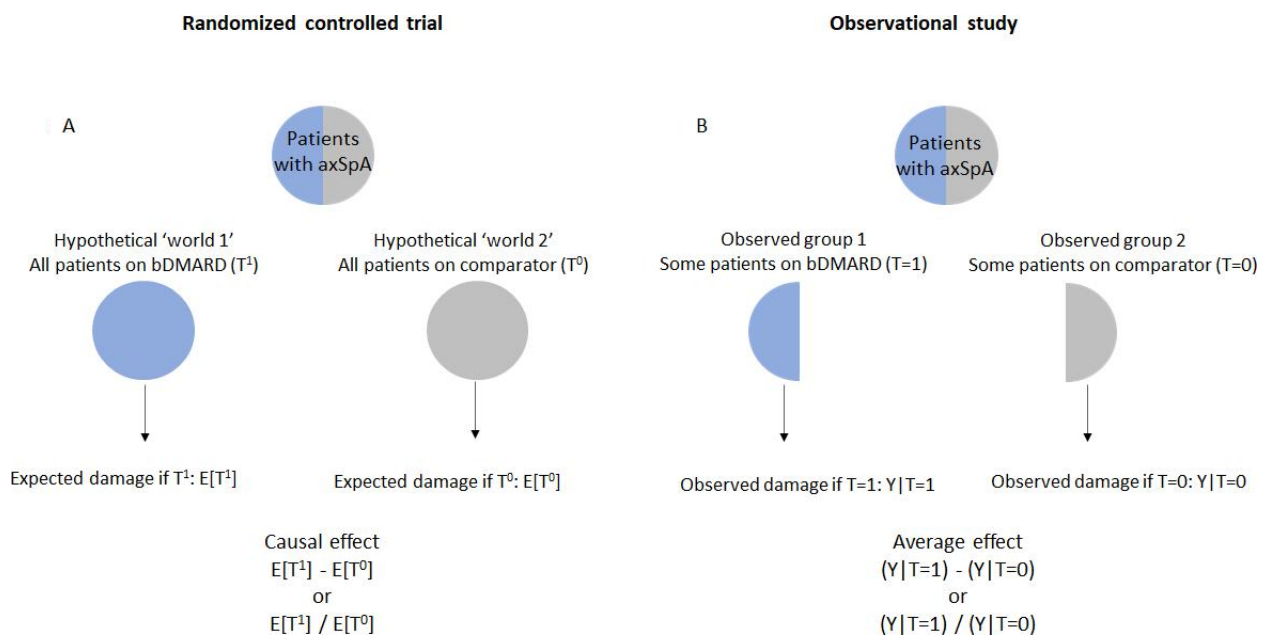 Randomized controlled trial
A
Patients
with axSpA
Hypothetical ‘world 1’
All patients on bDMARD (T¹)
Hypothetical ‘world 2’
All patients on comparator (T⁰)
Expected damage if T¹: E[T¹]
Expected damage if T⁰: E[T⁰]
Causal effect
E[T¹] - E[T⁰]
or
E[T¹] / E[T⁰]
Observational study
B
Patients
with axSpA
Observed group 1
Some patients on bDMARD (T=1)
Observed group 2
Some patients on comparator (T=0)
Observed damage if T=1: Y|T=1
Observed damage if T=0: Y|T=0
Average effect
(Y|T=1) - (Y|T=0)
or
(Y|T=1) / (Y|T=0)